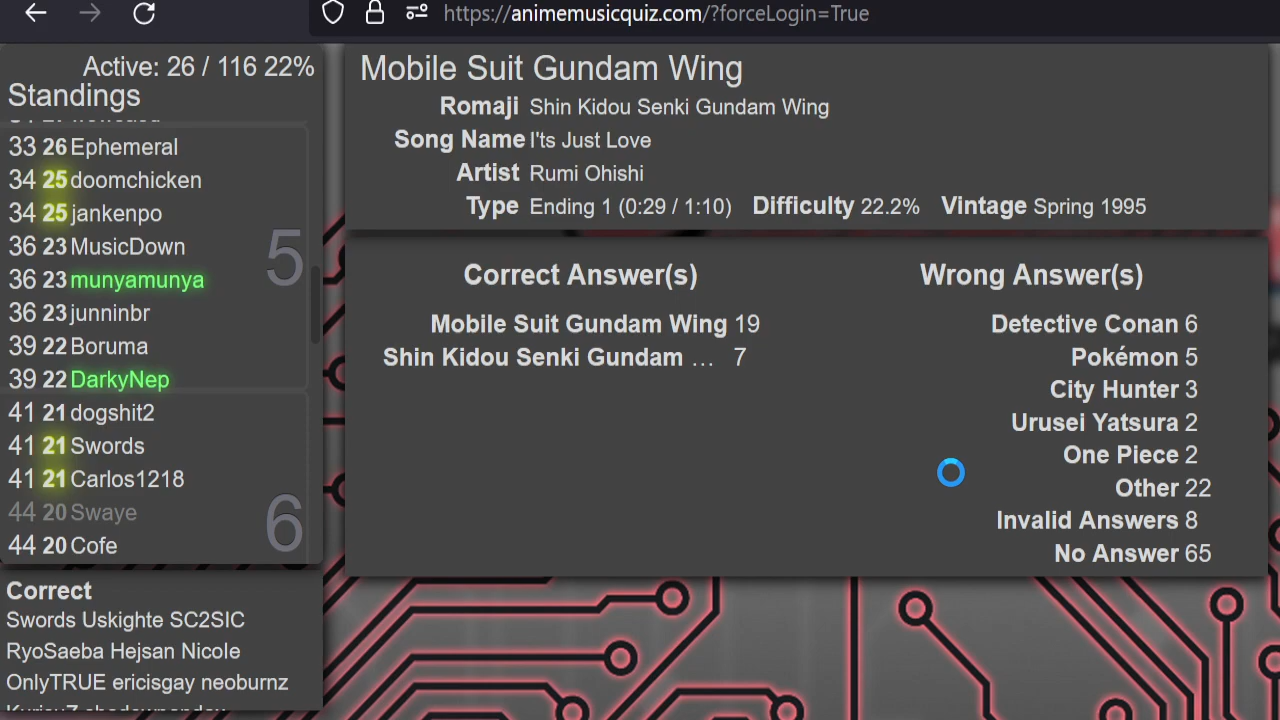 https://animemusicquiz.com/?forceLogin=True
Active: 26 / 116 22%
Standings
33 26 Ephemeral
34 25 doomchicken
34 25 jankenpo
36 23 MusicDown
36 23 munyamunya
36 23 junninbr
39 22 Boruma
39 22 DarkyNep
5
41 21 dogshit2
41 21 Swords
41 21 Carlos1218
44 20 Swaye
44 20 Cofe
6
Correct
Swords Uskighte SC2SIC
RyoSaeba Hejsan Nicole
OnlyTRUE ericisgay neoburnz
Mobile Suit Gundam Wing
Romaji Shin Kidou Senki Gundam Wing
Song Name I'ts Just Love
Artist Rumi Ohishi
Type Ending 1 (0:29 / 1:10) Difficulty 22.2% Vintage Spring 1995
Correct Answer(s)
Mobile Suit Gundam Wing 19
Shin Kidou Senki Gundam … 7
Wrong Answer(s)
Detective Conan 6
Pokémon 5
City Hunter 3
Urusei Yatsura 2
One Piece 2
Other 22
Invalid Answers 8
No Answer 65